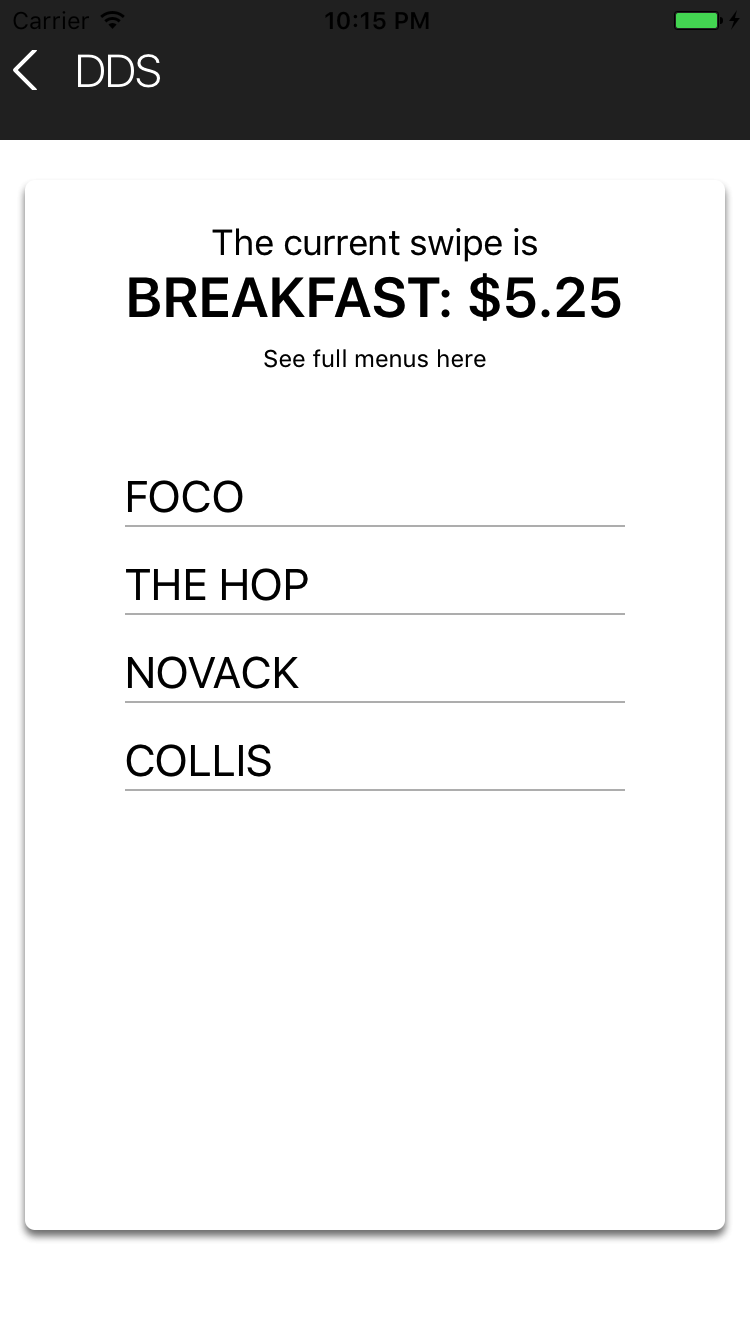 Carrier 10:15 PM
DDS
The current swipe is
BREAKFAST: $5.25
See full menus here
FOCO
THE HOP
NOVACK
COLLIS